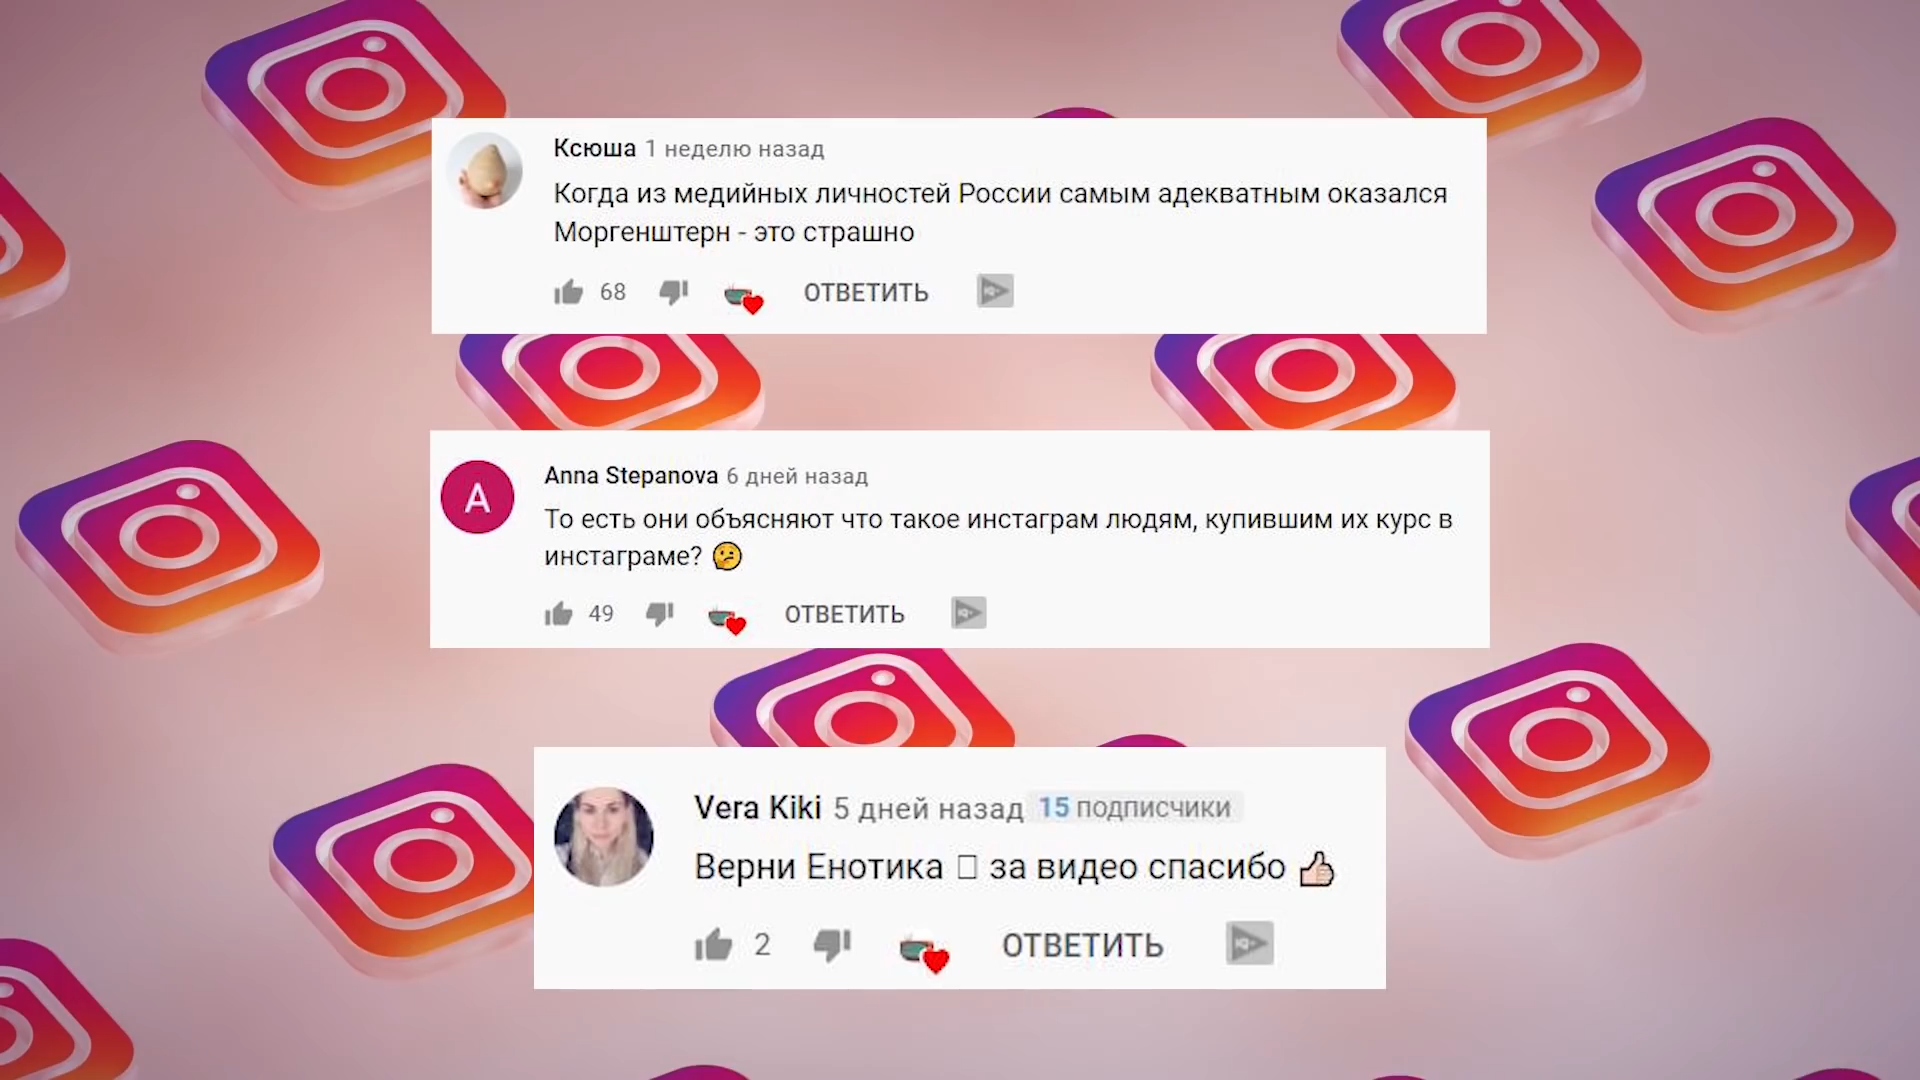 Ксюша 1 неделю назад
Когда из медийных личностей России самым адекватным оказался
Моргенштерн - это страшно
68 ОТВЕТИТЬ
A
Anna Stepanova 6 дней назад
То есть они объясняют что такое инстаграм людям, купившим их курс в
инстаграме? 🤔
49 ОТВЕТИТЬ
Vera Kiki 5 дней назад 15 подписчики
Верни Енотика □ за видео спасибо 👍🏻
2 ОТВЕТИТЬ